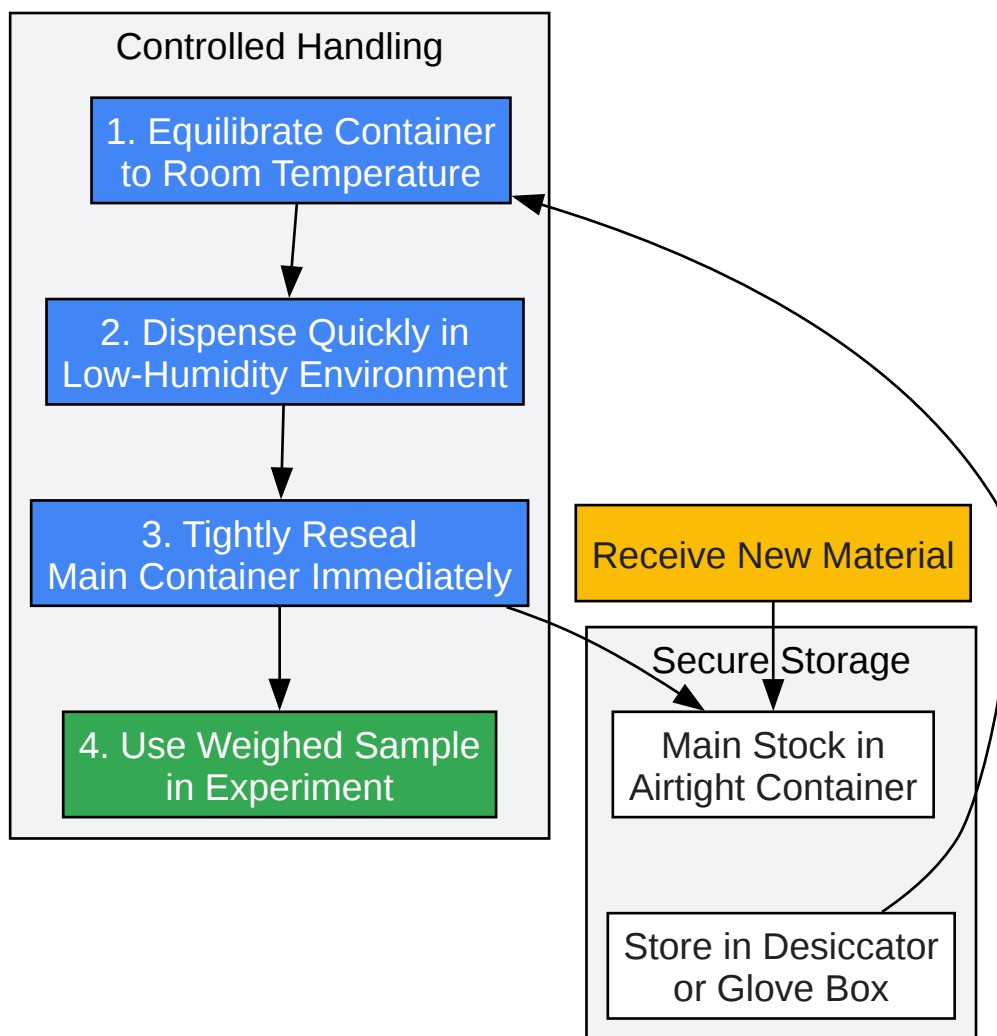 Controlled Handling
1. Equilibrate Container
to Room Temperature
2. Dispense Quickly in
Low-Humidity Environment
3. Tightly Reseal
Main Container Immediately
4. Use Weighed Sample
in Experiment
Receive New Material
Secure Storage
Main Stock in
Airtight Container
Store in Desiccator
or Glove Box